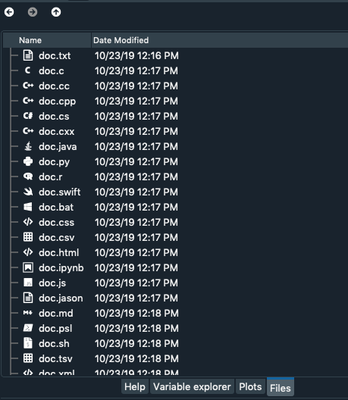 Name Date Modified
doc.txt 10/23/19 12:16 PM
C doc.c 10/23/19 12:17 PM
C++ doc.cc 10/23/19 12:17 PM
C++ doc.cpp 10/23/19 12:17 PM
doc.cs 10/23/19 12:17 PM
C++ doc.cxx 10/23/19 12:17 PM
doc.java 10/23/19 12:17 PM
doc.py 10/23/19 12:17 PM
doc.r 10/23/19 12:17 PM
doc.swift 10/23/19 12:17 PM
doc.bat 10/23/19 12:17 PM
doc.css 10/23/19 12:17 PM
doc.csv 10/23/19 12:17 PM
doc.html 10/23/19 12:17 PM
doc.ipynb 10/23/19 12:17 PM
doc.js 10/23/19 12:17 PM
doc.jason 10/23/19 12:17 PM
M+ doc.md 10/23/19 12:18 PM
doc.psl 10/23/19 12:18 PM
doc.sh 10/23/19 12:18 PM
doc.tsv 10/23/19 12:18 PM
doc.xml 10/23/19 12:18 PM
Help Variable explorer Plots Files